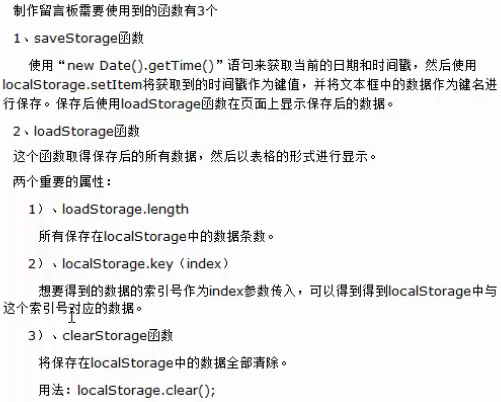 制作留言板需要使用到的函数有3个
1、saveStorage函数
使用“new Date().getTime()”语句来获取当前的日期和时间戳，然后使用
localStorage.setItem将获取到的时间戳作为键值，并将文本框中的数据作为键名进
行保存。保存后使用loadStorage函数在页面上显示保存后的数据。
2、loadStorage函数
这个函数取得保存后的所有数据，然后以表格的形式进行显示。
两个重要的属性：
1）、loadStorage.length
所有保存在localStorage中的数据条数。
2）、localStorage.key（index）
想要得到的数据的索引号作为index参数传入，可以得到得到localStorage中与
这个索引号对应的数据。
3）、clearStorage函数
将保存在localStorage中的数据全部清除。
用法：localStorage.clear();